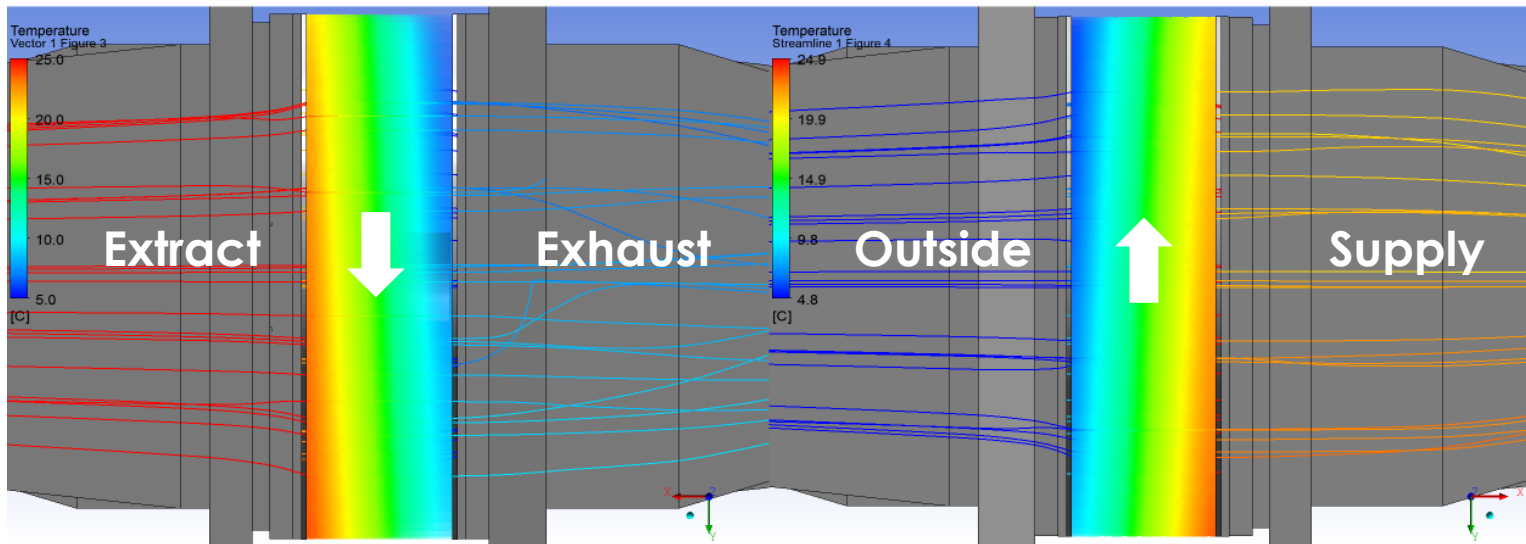 Temperature
Vector 1 Figure 3
25.0
20.0
15.0
10.0
5.0
[C]
Extract
Exhaust
X
Z
Y
Temperature
Streamline 1 Figure 4
24.9
19.9
14.9
9.8
4.8
[C]
Outside
Supply
Z
X
Y